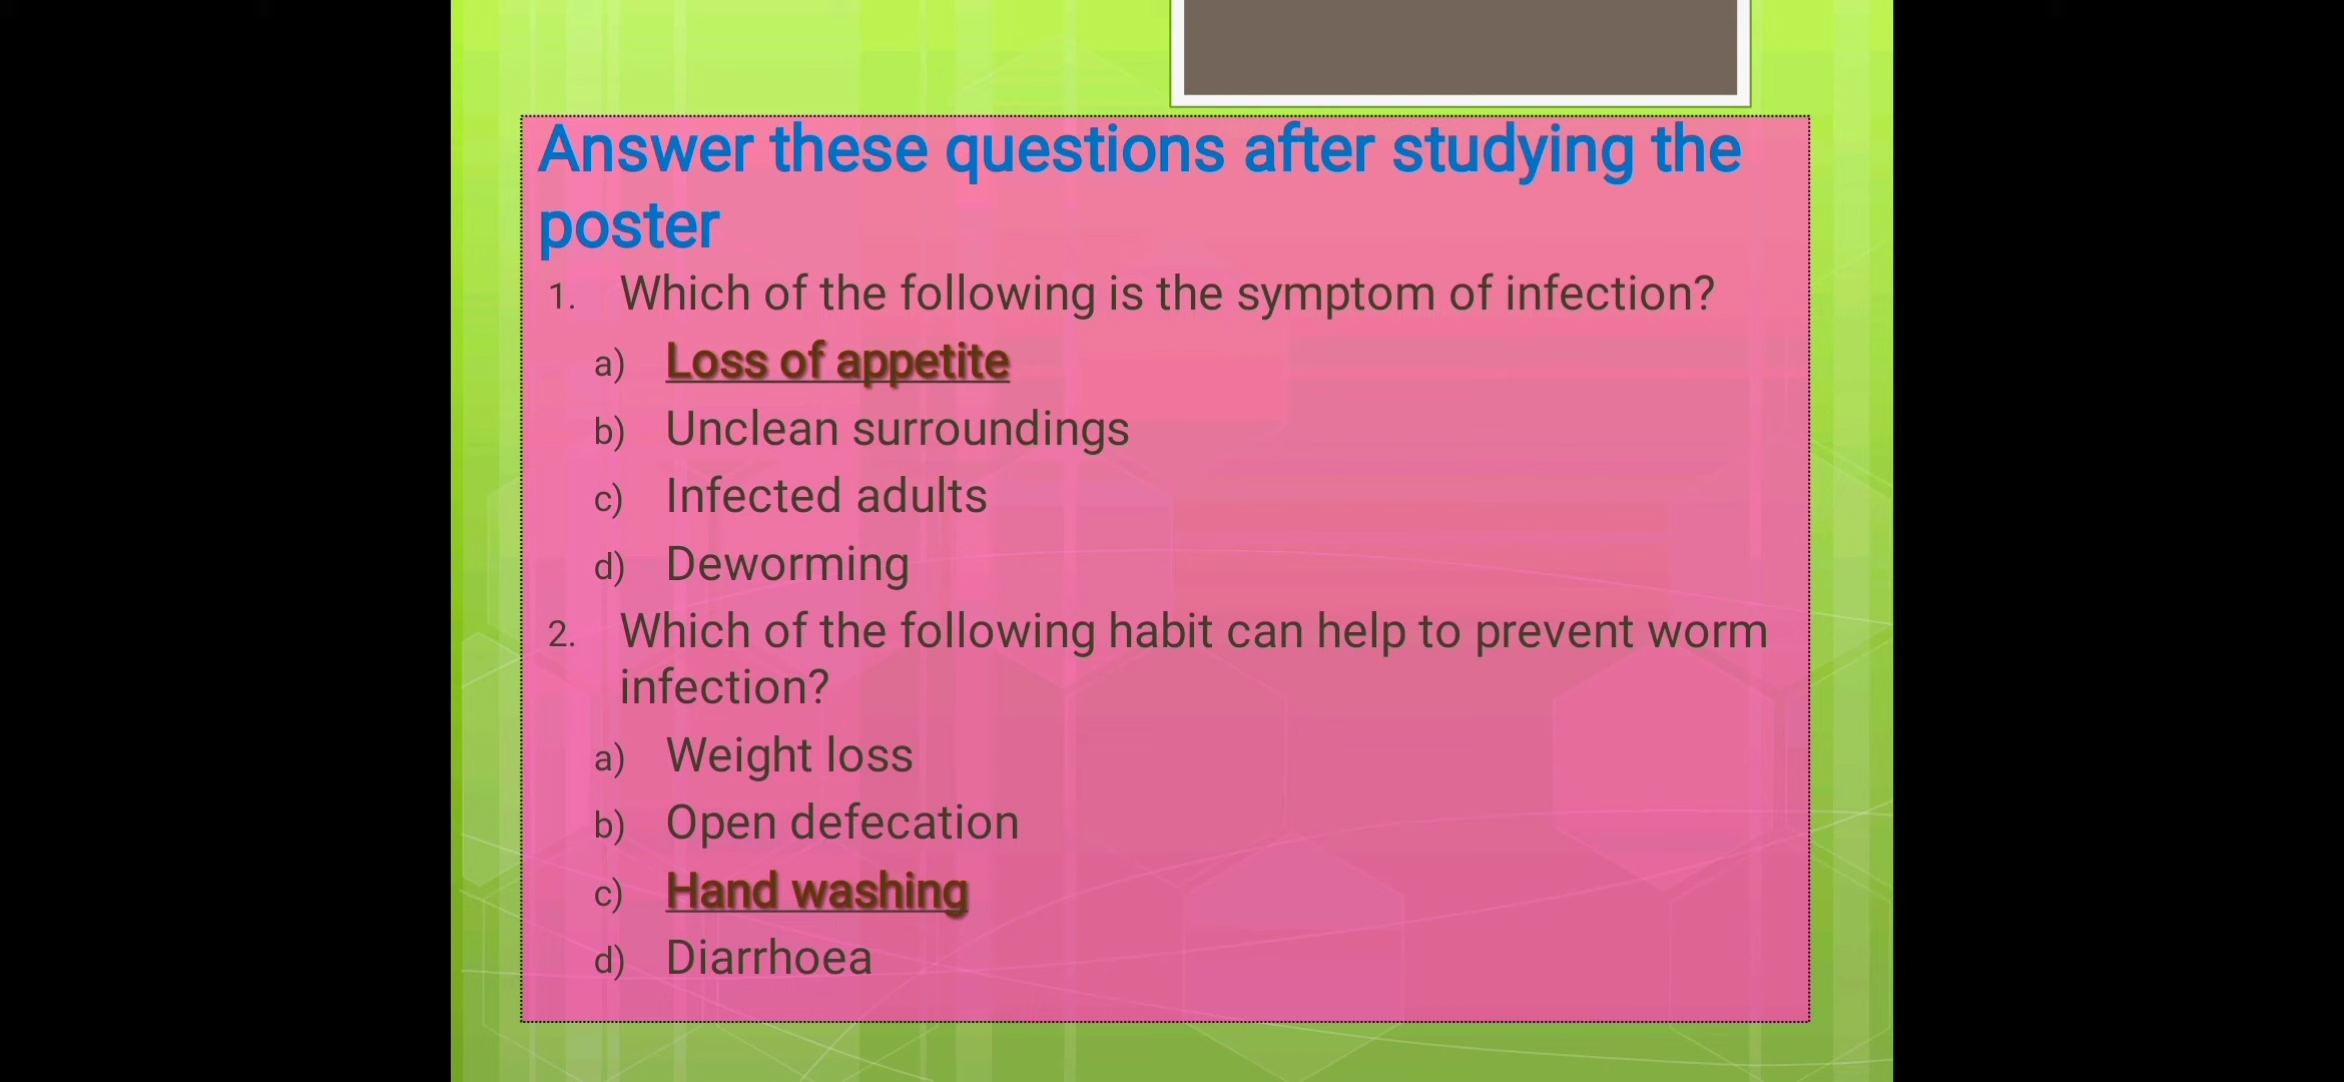 Answer these questions after studying the
poster
1. Which of the following is the symptom of infection?
a) Loss of appetite
b) Unclean surroundings
c) Infected adults
d) Deworming
2. Which of the following habit can help to prevent worm
infection?
a) Weight loss
b) Open defecation
c) Hand washing
d) Diarrhoea